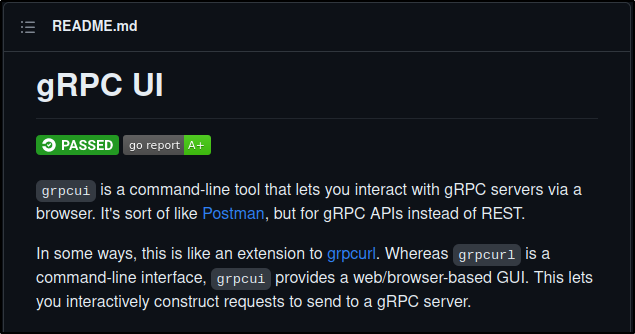 README.md
gRPC UI
PASSED go report A+
grpcui is a command-line tool that lets you interact with gRPC servers via a
browser. It's sort of like Postman, but for gRPC APIs instead of REST.
In some ways, this is like an extension to grpcurl. Whereas grpcurl is a
command-line interface, grpcui provides a web/browser-based GUI. This lets
you interactively construct requests to send to a gRPC server.